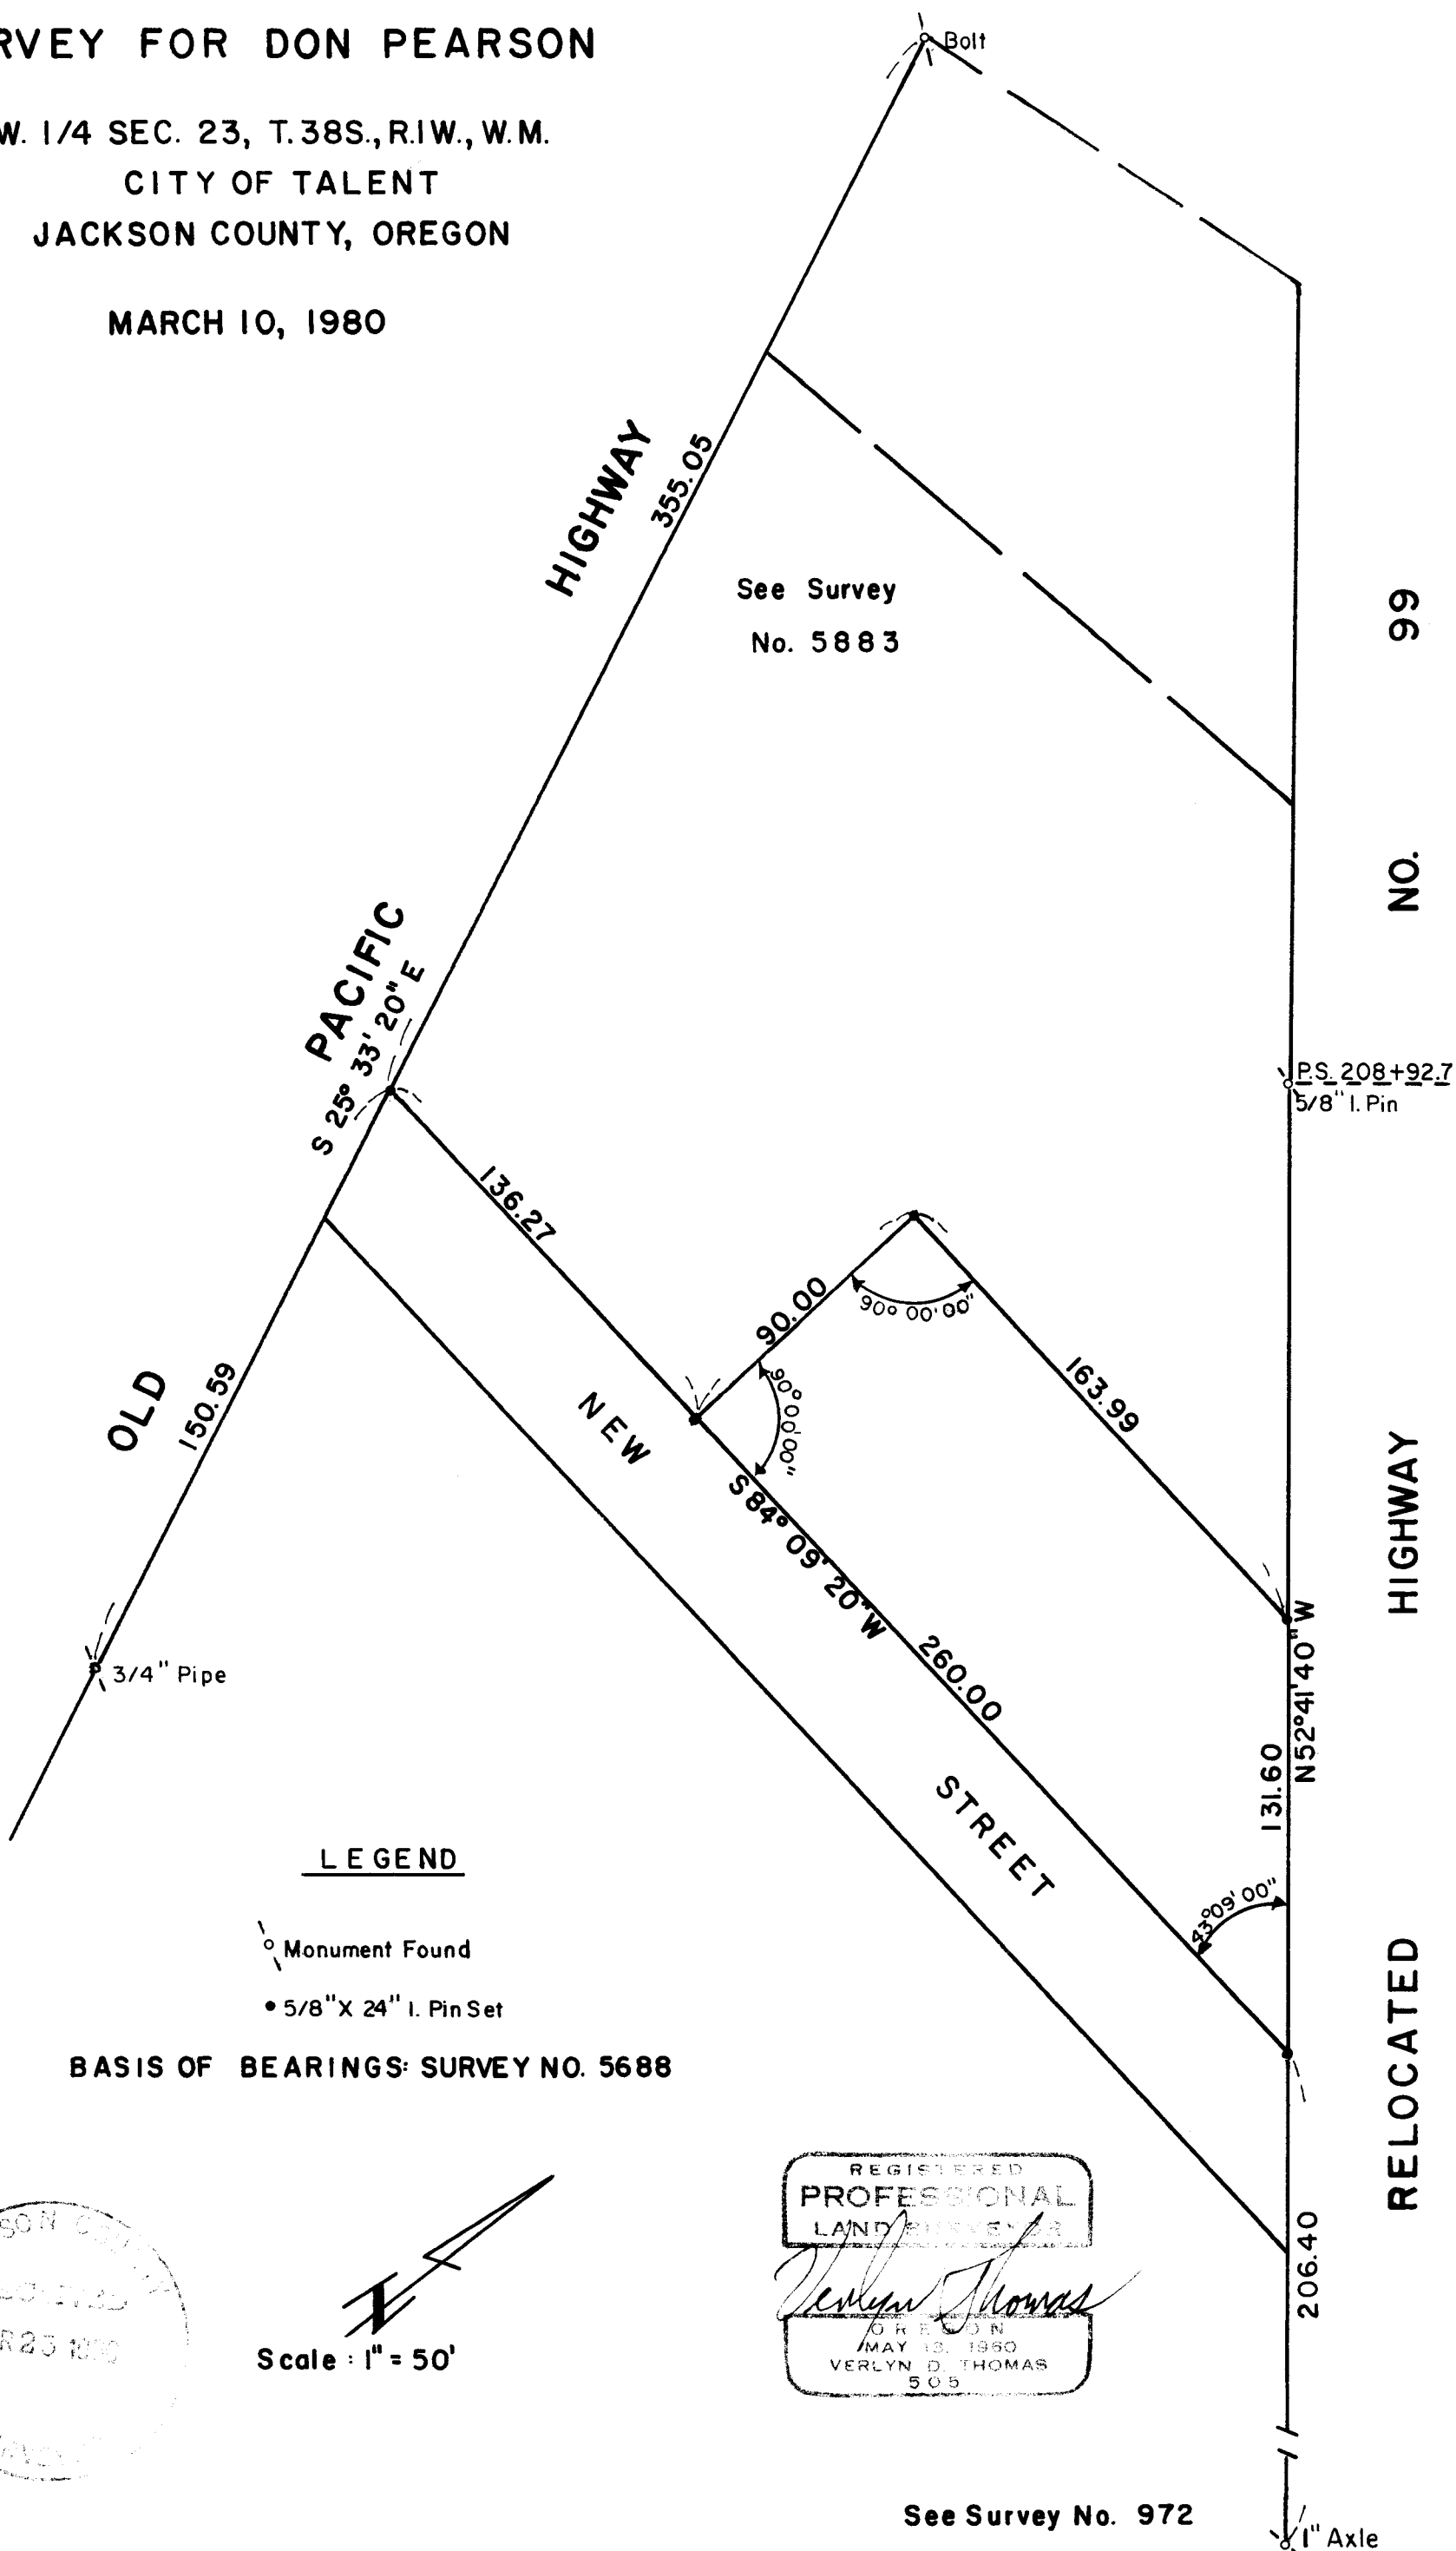 RVEY FOR DON PEARSON
W. 1/4 SEC. 23, T.38S., R.1W., W.M.
CITY OF TALENT
JACKSON COUNTY, OREGON
MARCH 10, 1980
Bolt
HIGHWAY
355.05
See Survey
No. 5883
NO. 99
PACIFIC
S 25° 33' 20" E
P.S. 208+92.7
5/8" I. Pin
136.27
90.00
90° 00' 00"
90° 00' 00"
163.99
OLD
150.59
NEW
S 84° 09' 20" W
260.00
HIGHWAY
3/4" Pipe
N 52° 41' 40" W
131.60
STREET
43° 09' 00"
LEGEND
Monument Found
5/8" X 24" I. Pin Set
BASIS OF BEARINGS: SURVEY NO. 5688
RELOCATED
206.40
N
Scale : 1" = 50'
REGISTERED
PROFESSIONAL
LAND SURVEYOR
Verlyn Thomas
OREGON
MAY 13, 1960
VERLYN D. THOMAS
505
See Survey No. 972
1" Axle